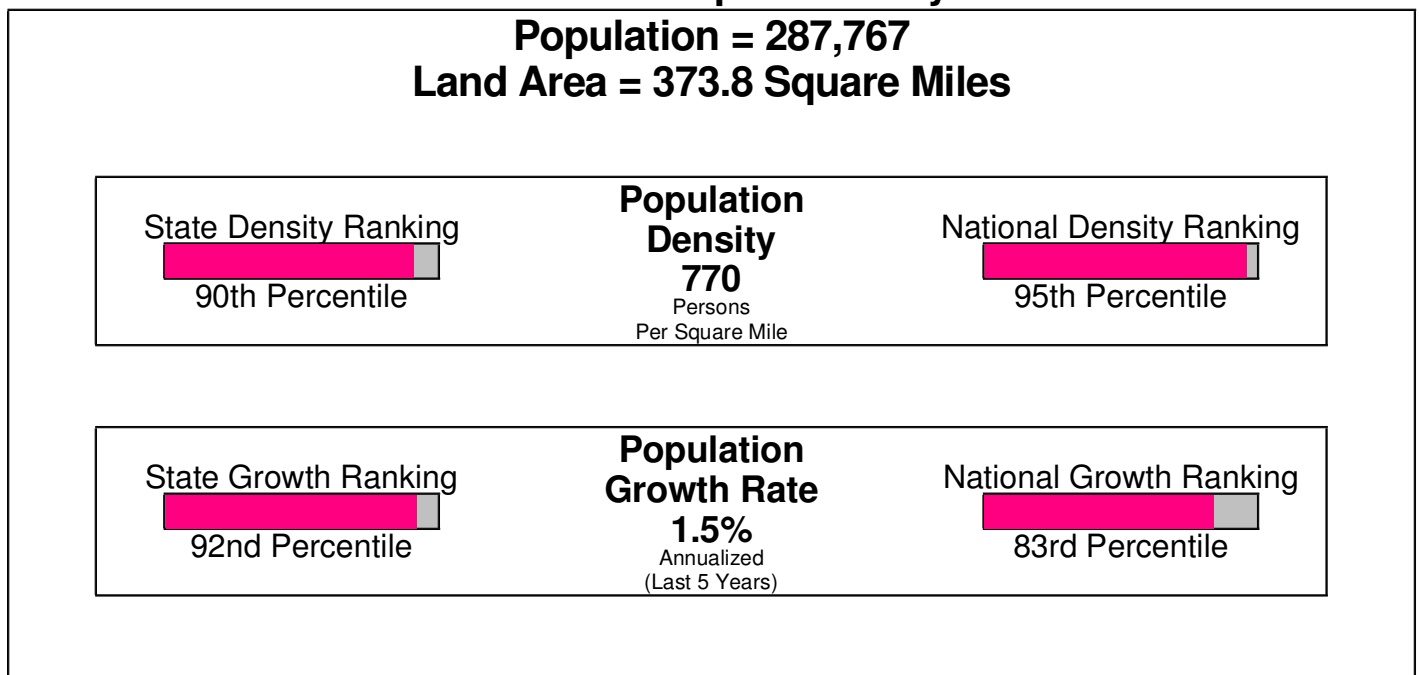 Population = 287,767
Land Area = 373.8 Square Miles
State Density Ranking
90th Percentile
Population
Density
770
Persons
Per Square Mile
National Density Ranking
95th Percentile
State Growth Ranking
92nd Percentile
Population
Growth Rate
1.5%
Annualized
(Last 5 Years)
National Growth Ranking
83rd Percentile